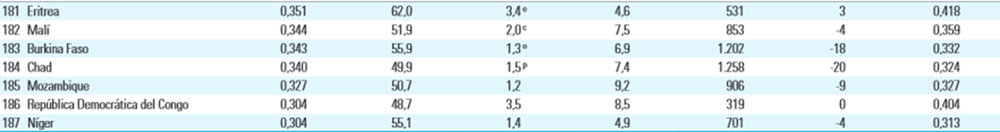 181 Eritrea 0,351 62,0 3,4 e 4,6 531 3 0,418
182 Malí 0,344 51,9 2,0 c 7,5 853 -4 0,359
183 Burkina Faso 0,343 55,9 1,3 o 6,9 1.202 -18 0,332
184 Chad 0,340 49,9 1,5 p 7,4 1.258 -20 0,324
185 Mozambique 0,327 50,7 1,2 9,2 906 -9 0,327
186 República Democrática del Congo 0,304 48,7 3,5 8,5 319 0 0,404
187 Níger 0,304 55,1 1,4 4,9 701 -4 0,313